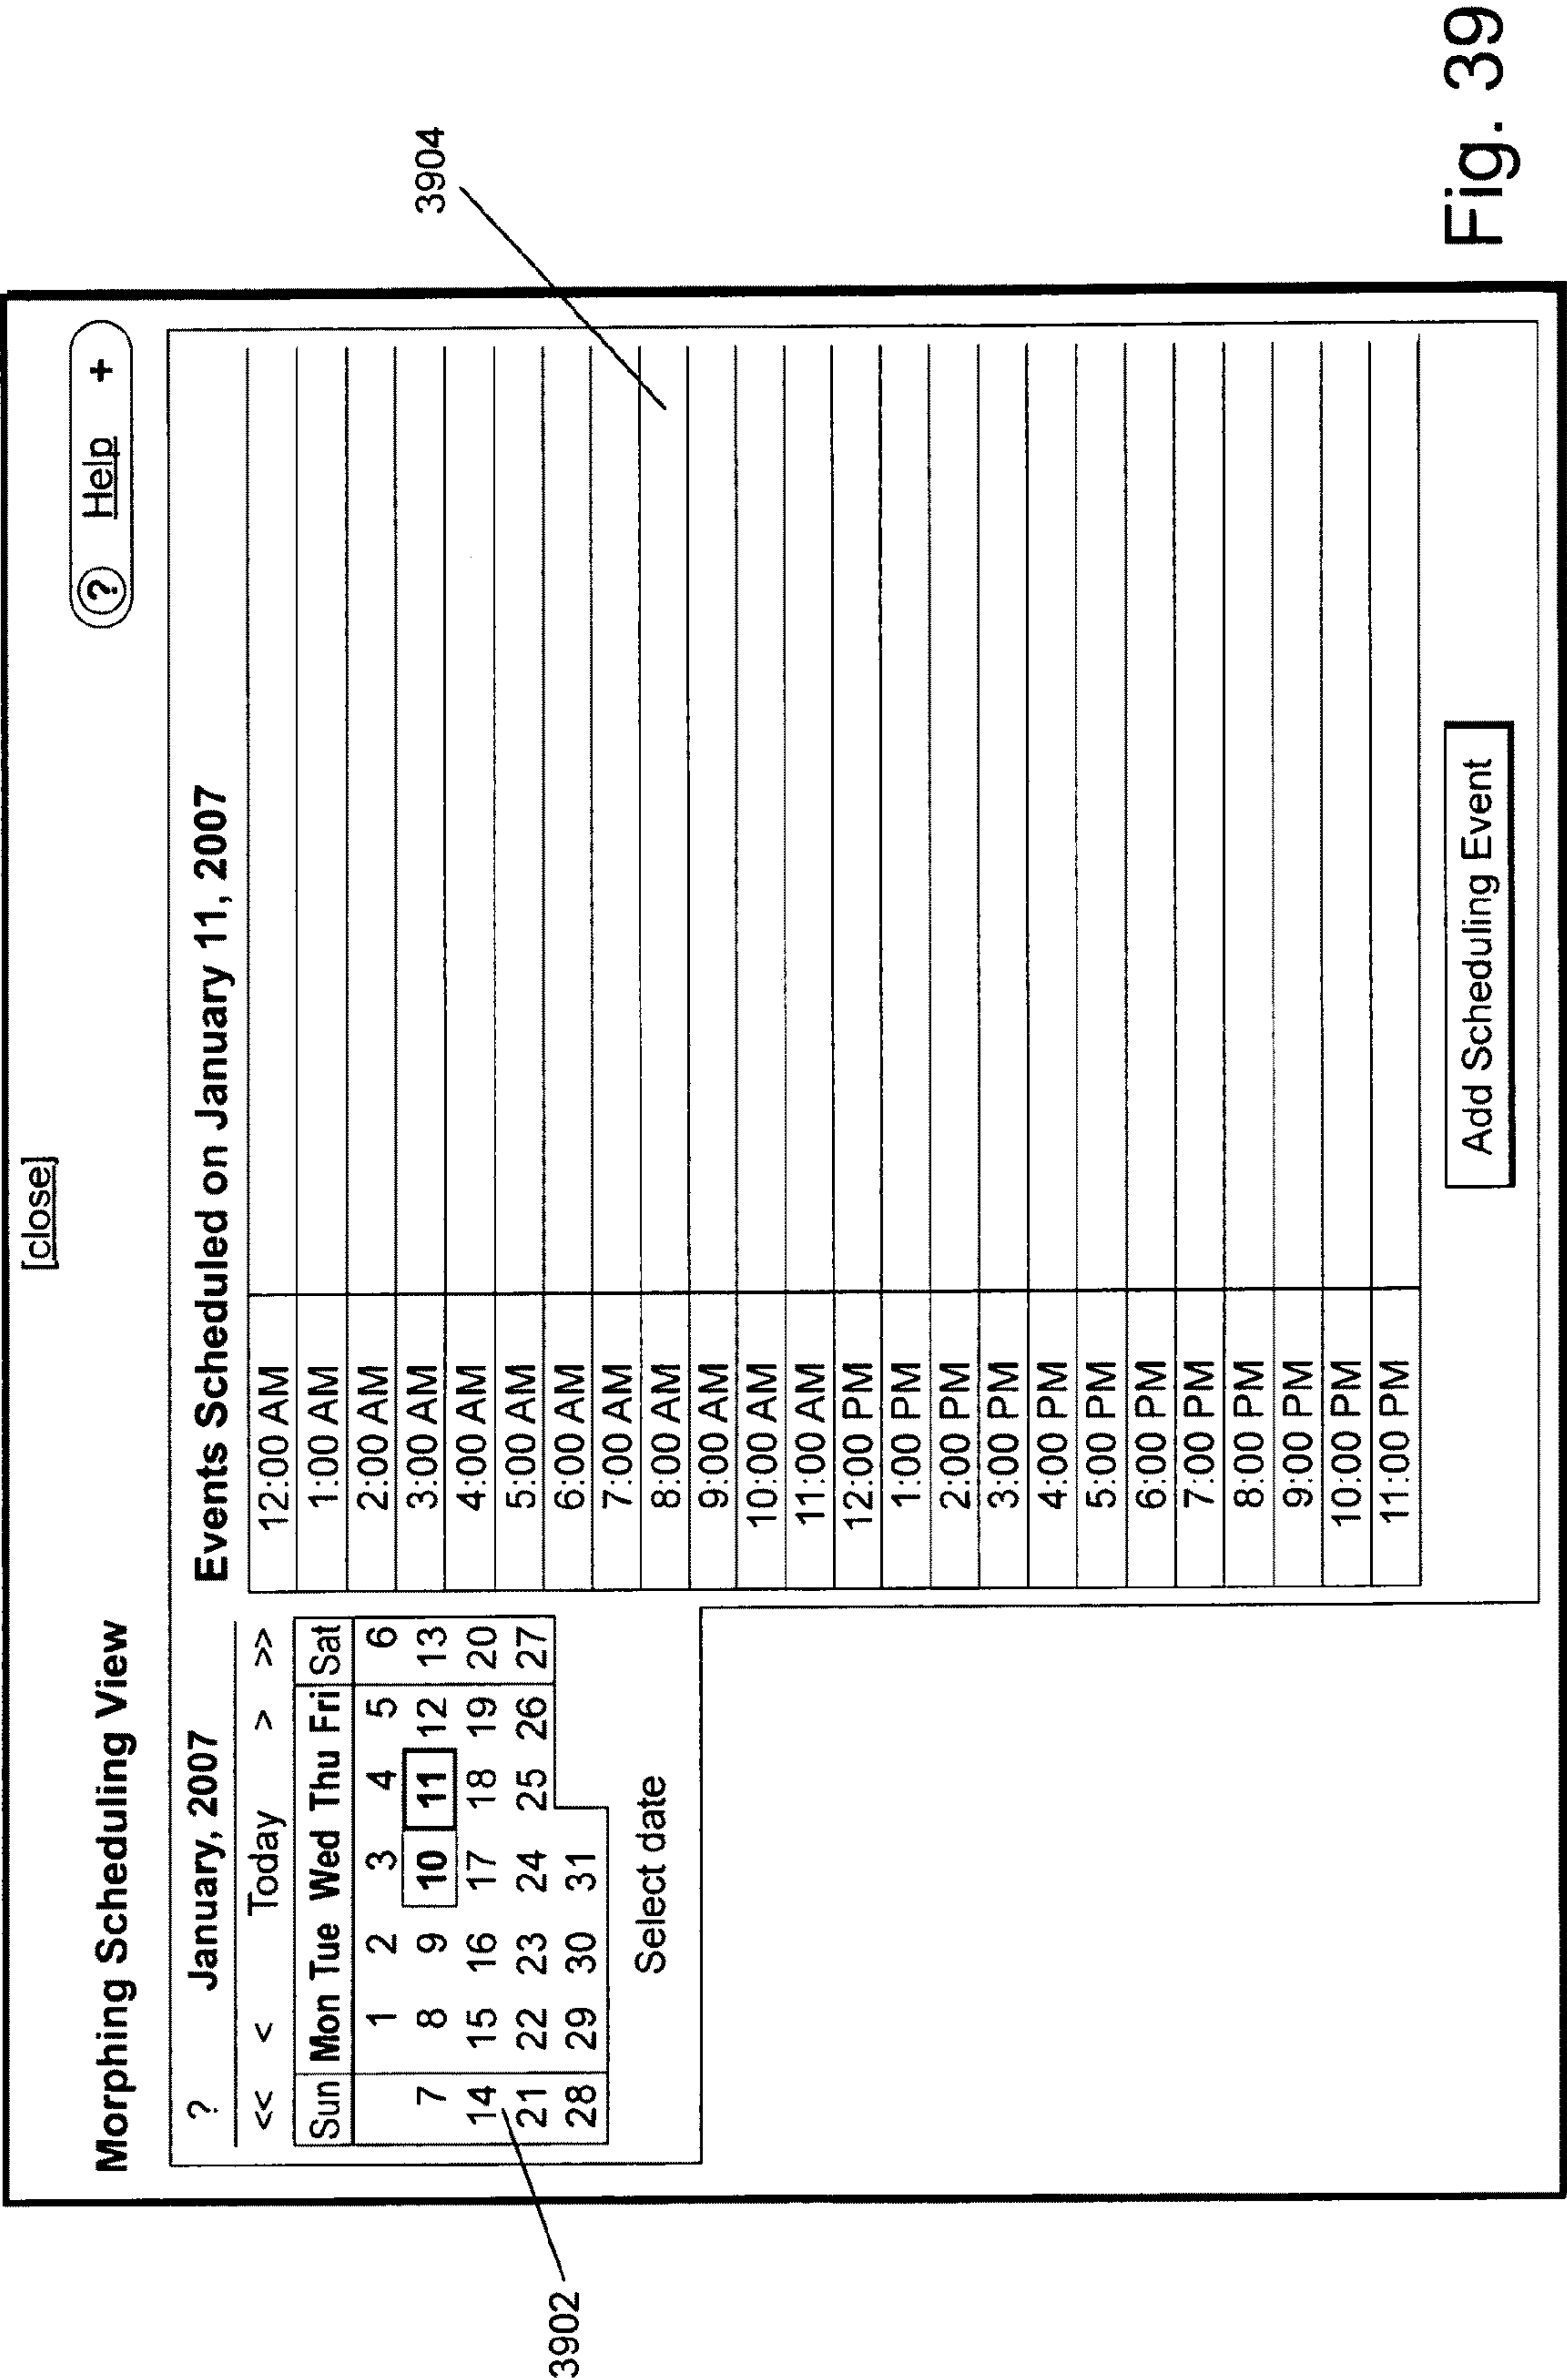 [close]
Morphing Scheduling View
? Help +
? January, 2007
<< < Today > >>
Sun Mon Tue Wed Thu Fri Sat
1 2 3 4 5 6
7 8 9 10 11 12 13
14 15 16 17 18 19 20
21 22 23 24 25 26 27
28 29 30 31
Select date
Events Scheduled on January 11, 2007
12:00 AM
1:00 AM
2:00 AM
3:00 AM
4:00 AM
5:00 AM
6:00 AM
7:00 AM
8:00 AM
9:00 AM
10:00 AM
11:00 AM
12:00 PM
1:00 PM
2:00 PM
3:00 PM
4:00 PM
5:00 PM
6:00 PM
7:00 PM
8:00 PM
9:00 PM
10:00 PM
11:00 PM
Add Scheduling Event
3902
3904
Fig. 39